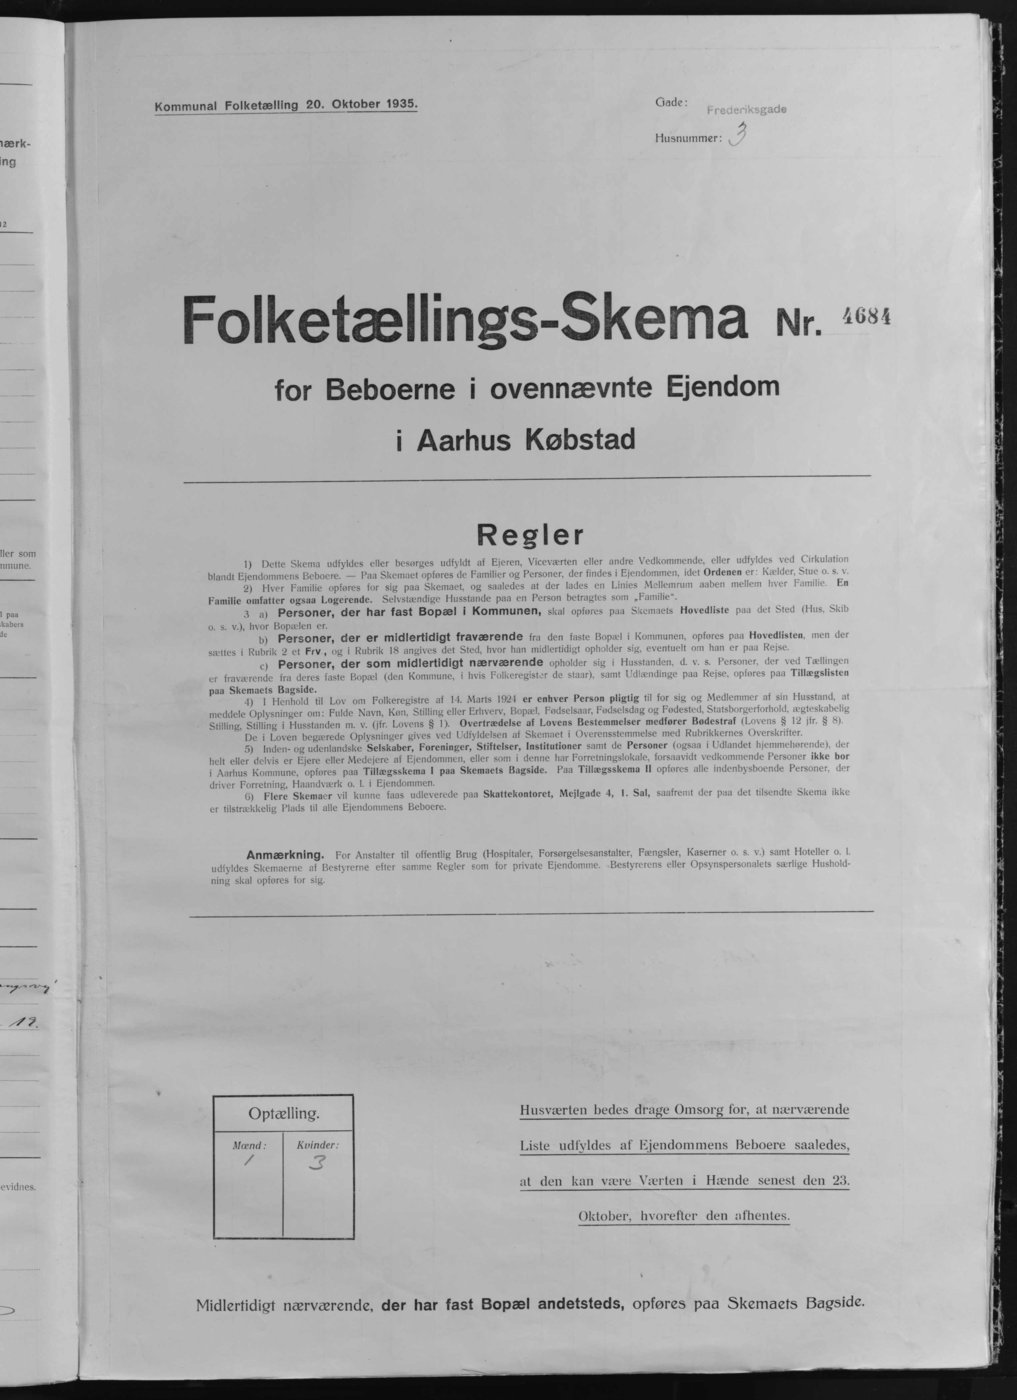 Kommunal Folketælling 20. Oktober 1935.
Gade: Frederiksgade
Husnummer: 3
Folketællings-Skema Nr. 4684
for Beboerne i ovennævnte Ejendom
i Aarhus Købstad
Regler
1) Dette Skema udfyldes eller besørges udfyldt af Ejeren, Viceværten eller andre Vedkommende, eller udfyldes ved Cirkulation
blandt Ejendommens Beboere. — Paa Skemaet opføres de Familier og Personer, der findes i Ejendommen, idet Ordenen er: Kælder, Stue o. s. v.
2) Hver Familie opføres for sig paa Skemaet, og saaledes at der lades en Linies Mellemrum aaben mellem hver Familie. En
Familie omfatter ogsaa Logerende. Selvstændige Husstande paa en Person betragtes som „Familie“.
3 a) Personer, der har fast Bopæl i Kommunen, skal opføres paa Skemaets Hovedliste paa det Sted (Hus, Skib
o. s. v.), hvor Bopælen er.
b) Personer, der er midlertidigt fraværende fra den faste Bopæl i Kommunen, opføres paa Hovedlisten, men der
sættes i Rubrik 2 et Frv., og i Rubrik 18 angives det Sted, hvor han midlertidigt opholder sig, eventuelt om han er paa Rejse.
c) Personer, der som midlertidigt nærværende opholder sig i Husstanden, d. v. s. Personer, der ved Tællingen
er fraværende fra deres faste Bopæl (den Kommune, i hvis Folkeregister de staar), samt Udlændinge paa Rejse, opføres paa Tillægslisten
paa Skemaets Bagside.
4) I Henhold til Lov om Folkeregistre af 14. Marts 1924 er enhver Person pligtig til for sig og Medlemmer af sin Husstand, at
meddele Oplysninger om: Fulde Navn, Køn, Stilling eller Erhverv, Bopæl, Fødselsaar, Fødselsdag og Fødested, Statsborgerforhold, ægteskabelig
Stilling, Stilling i Husstanden m. v. (jfr. Lovens § 1). Overtrædelse af Lovens Bestemmelser medfører Bødestraf (Lovens § 12 jfr. § 8).
De i Loven begærede Oplysninger gives ved Udfyldelsen af Skemaet i Overensstemmelse med Rubrikkernes Overskrifter.
5) Inden- og udenlandske Selskaber, Foreninger, Stiftelser, Institutioner samt de Personer (ogsaa i Udlandet hjemmehørende), der
helt eller delvis er Ejere eller Medejere af Ejendommen, eller som i denne har Forretningslokale, forsaavidt vedkommende Personer ikke bor
i Aarhus Kommune, opføres paa Tillægsskema I paa Skemaets Bagside. Paa Tillægsskema II opføres alle indenbysboende Personer, der
driver Forretning, Haandværk o. l. i Ejendommen.
6) Flere Skemaer vil kunne faas udleverede paa Skattekontoret, Mejlgade 4, 1. Sal, saafremt der paa det tilsendte Skema ikke
er tilstrækkelig Plads til alle Ejendommens Beboere.
Anmærkning. For Anstalter til offentlig Brug (Hospitaler, Forsørgelsesanstalter, Fængsler, Kaserner o. s. v.) samt Hoteller o. l.
udfyldes Skemaerne af Bestyrerne efter samme Regler som for private Ejendomme. -Bestyrerens eller Opsynspersonalets særlige Hushold-
ning skal opføres for sig.
Optælling.
Mænd: Kvinder:
1 3
Husværten bedes drage Omsorg for, at nærværende
Liste udfyldes af Ejendommens Beboere saaledes,
at den kan være Værten i Hænde senest den 23.
Oktober, hvorefter den afhentes.
Midlertidigt nærværende, der har fast Bopæl andetsteds, opføres paa Skemaets Bagside.